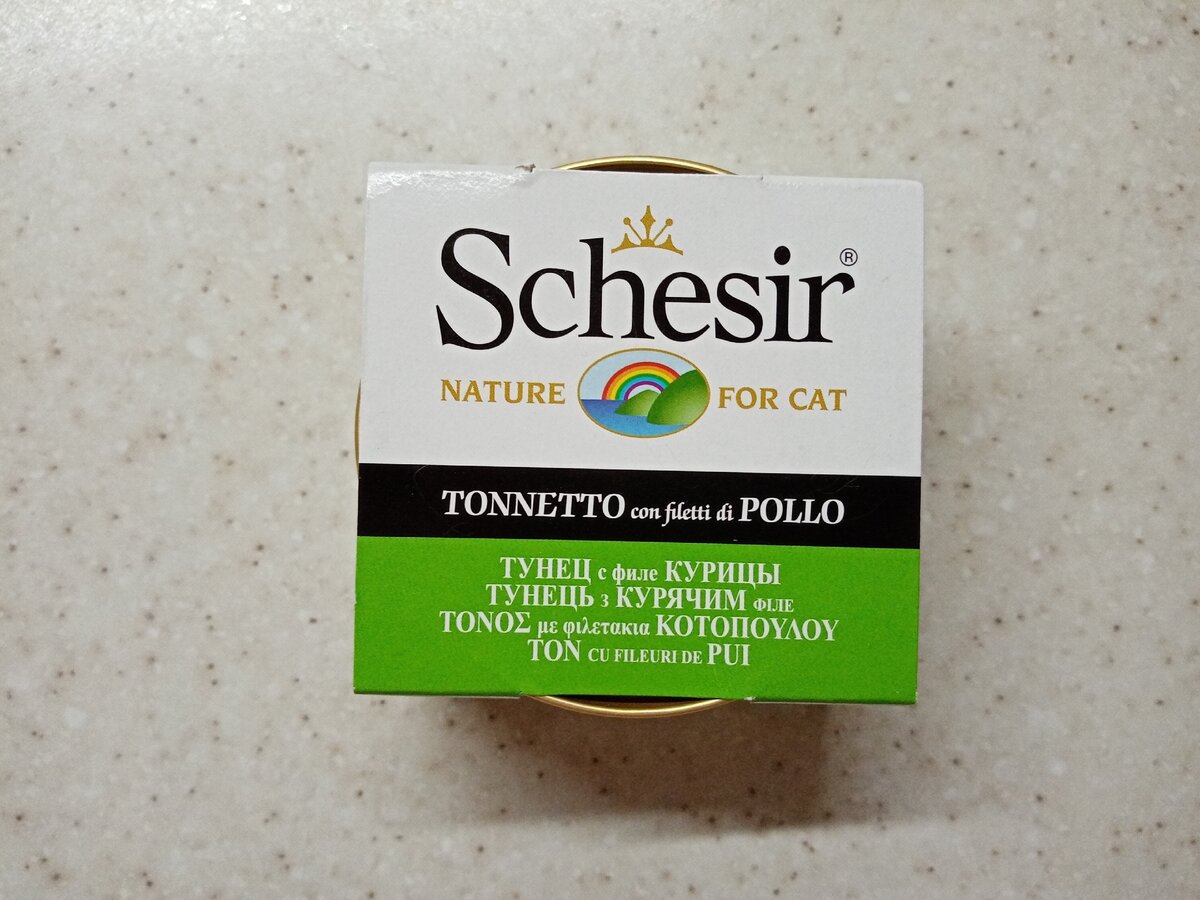 Schesir®
NATURE FOR CAT
TONNETTO con filetti di POLLO
ТУНЕЦ с филе КУРИЦЫ
ТУНЕЦЬ з КУРЯЧИМ ФІЛЕ
ΤΟΝΟΣ με φιλετακια ΚΟΤΟΠΟΥΛΟΥ
TON CU FILEURI DE PUI